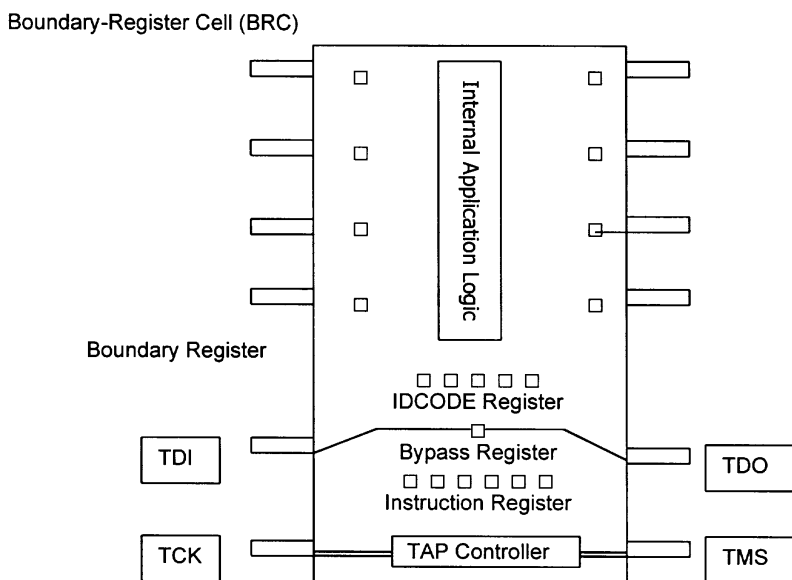 Boundary-Register Cell (BRC)
Internal Application Logic
Boundary Register
IDCODE Register
TDI
Bypass Register
TDO
Instruction Register
TCK
TAP Controller
TMS